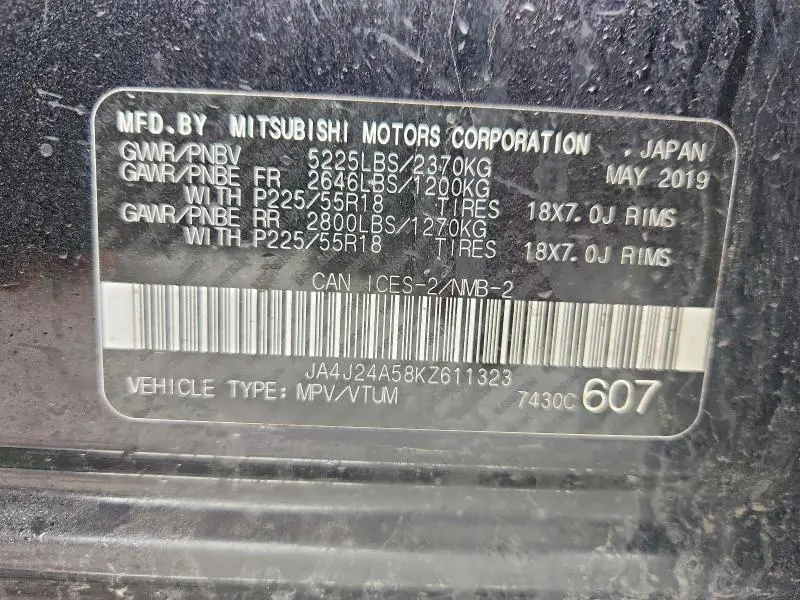 MFD.BY MITSUBISHI MOTORS CORPORATION , JAPAN
GVWR/PNBV 5225LBS/2370KG MAY 2019
GAWR/PNBE FR 2646LBS/1200KG
WITH P225/55R18 TIRES 18X7.0J RIMS
GAWR/PNBE RR 2800LBS/1270KG
WITH P225/55R18 TIRES 18X7.0J RIMS
CAN ICES-2/NMB-2
JA4J24A58KZ611323
VEHICLE TYPE: MPV/VTUM 7430C 607